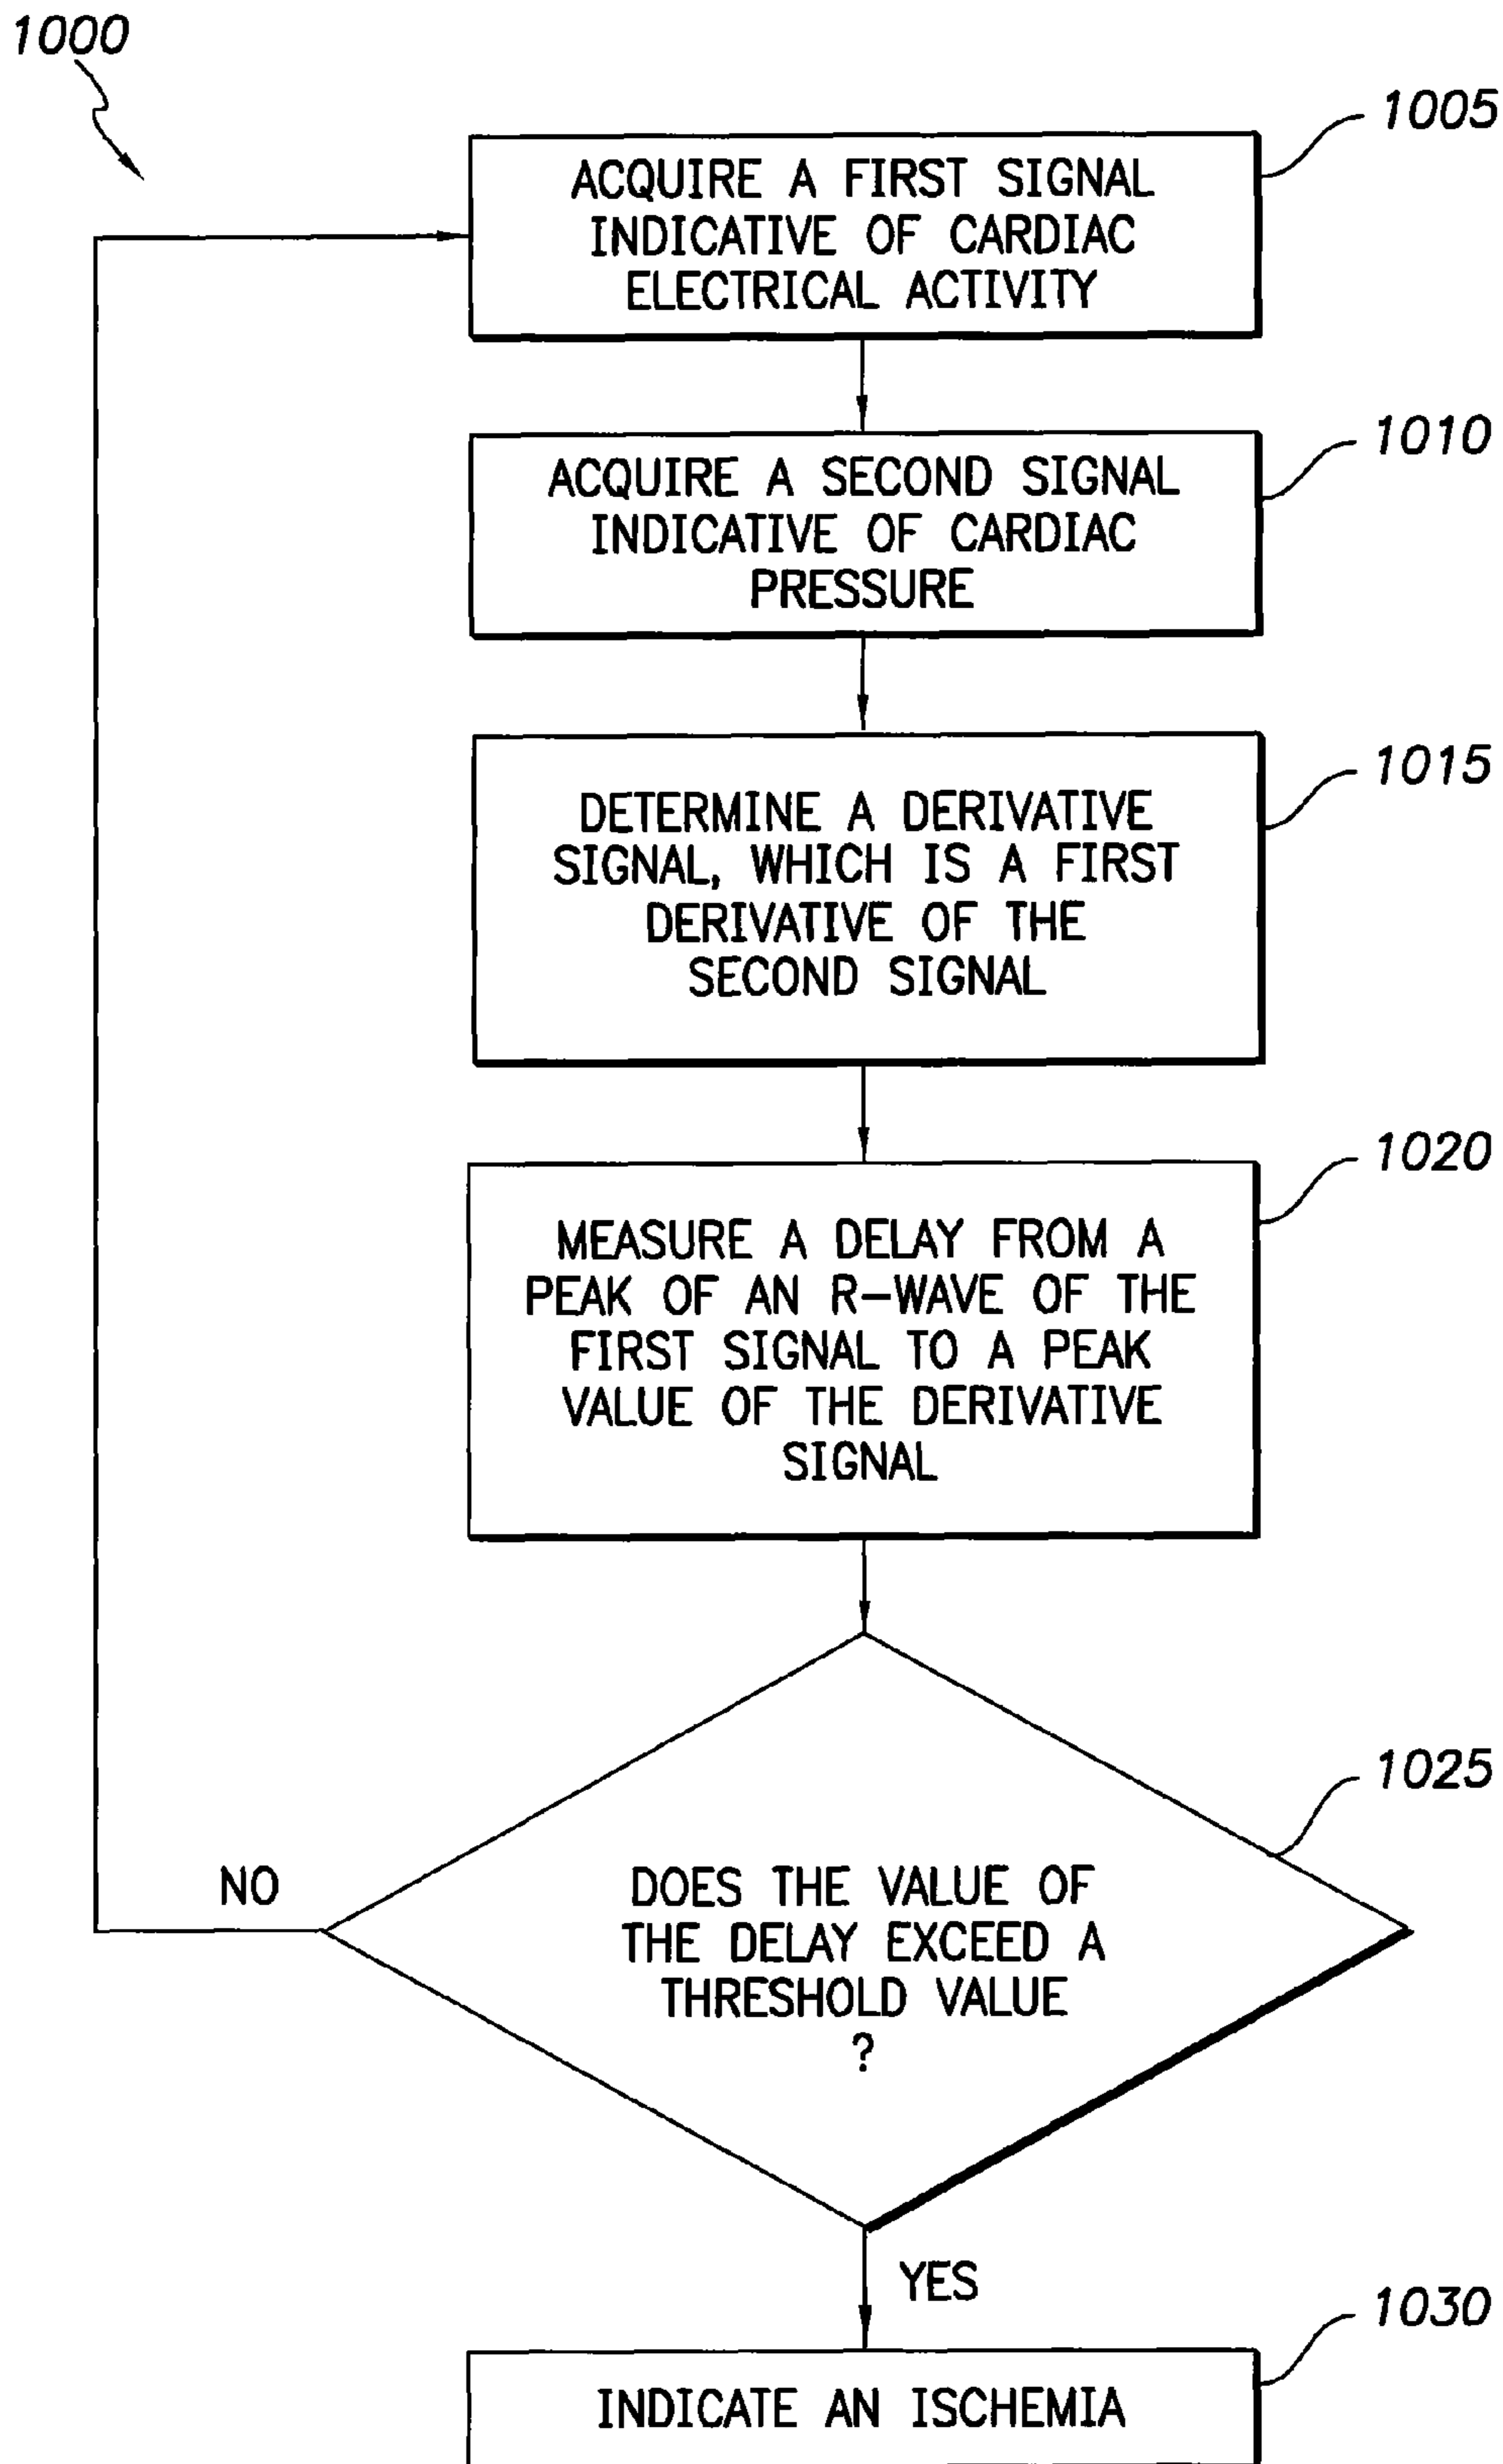 1000
1005
ACQUIRE A FIRST SIGNAL
INDICATIVE OF CARDIAC
ELECTRICAL ACTIVITY
1010
ACQUIRE A SECOND SIGNAL
INDICATIVE OF CARDIAC
PRESSURE
1015
DETERMINE A DERIVATIVE
SIGNAL, WHICH IS A FIRST
DERIVATIVE OF THE
SECOND SIGNAL
1020
MEASURE A DELAY FROM A
PEAK OF AN R-WAVE OF THE
FIRST SIGNAL TO A PEAK
VALUE OF THE DERIVATIVE
SIGNAL
1025
NO
DOES THE VALUE OF
THE DELAY EXCEED A
THRESHOLD VALUE
?
YES
1030
INDICATE AN ISCHEMIA